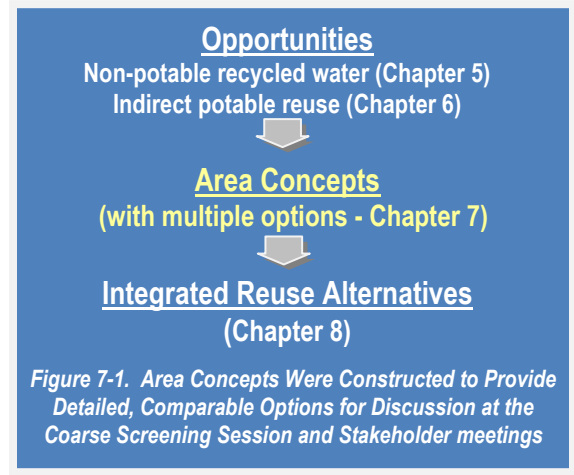 Opportunities
Non-potable recycled water (Chapter 5)
Indirect potable reuse (Chapter 6)
Area Concepts
(with multiple options - Chapter 7)
Integrated Reuse Alternatives
(Chapter 8)
Figure 7-1. Area Concepts Were Constructed to Provide
Detailed, Comparable Options for Discussion at the
Coarse Screening Session and Stakeholder meetings